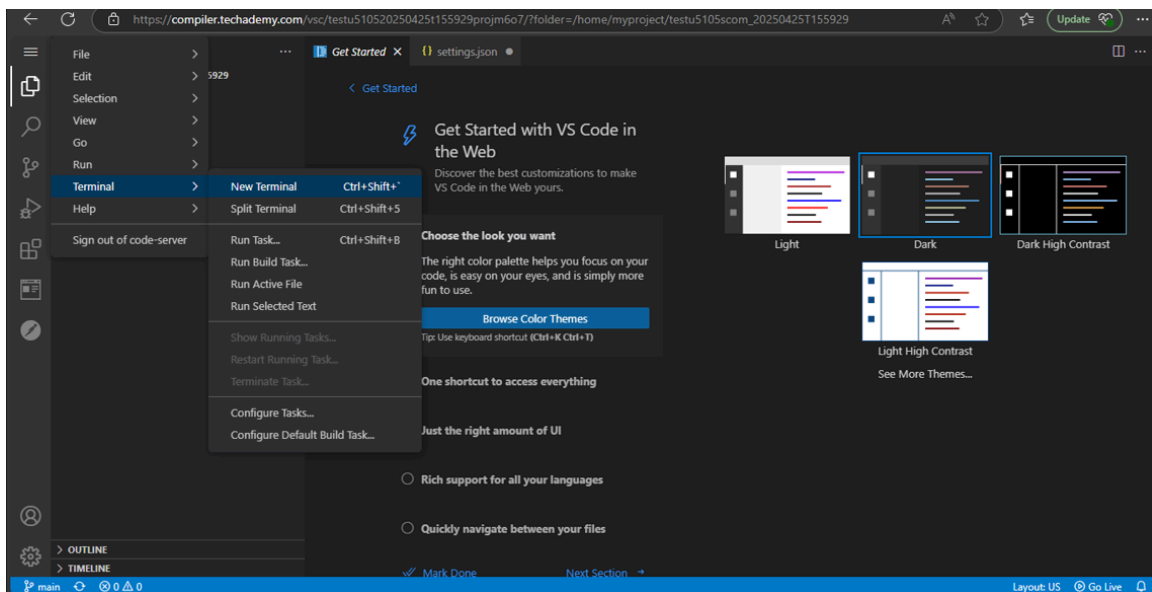 https://compiler.techademy.com/vsc/testu510520250425t155929projm6o7/?folder=/home/myproject/testu5105scom_20250425T155929
Update
File
Edit
Selection
View
Go
Run
Terminal
Help
Sign out of code-server
5929
New Terminal Ctrl+Shift+`
Split Terminal Ctrl+Shift+5
Run Task... Ctrl+Shift+B
Run Build Task...
Run Active File
Run Selected Text
Show Running Tasks...
Restart Running Task...
Terminate Task...
Configure Tasks...
Configure Default Build Task...
Get Started
{} settings.json
< Get Started
Get Started with VS Code in
the Web
Discover the best customizations to make
VS Code in the Web yours.
Choose the look you want
The right color palette helps you focus on your
code, is easy on your eyes, and is simply more
fun to use.
Browse Color Themes
Tip: Use keyboard shortcut (Ctrl+K Ctrl+T)
One shortcut to access everything
Just the right amount of UI
Rich support for all your languages
Quickly navigate between your files
Mark Done Next Section →
Light
Dark
Dark High Contrast
Light High Contrast
See More Themes...
> OUTLINE
> TIMELINE
main 0 0 Layout: US Go Live